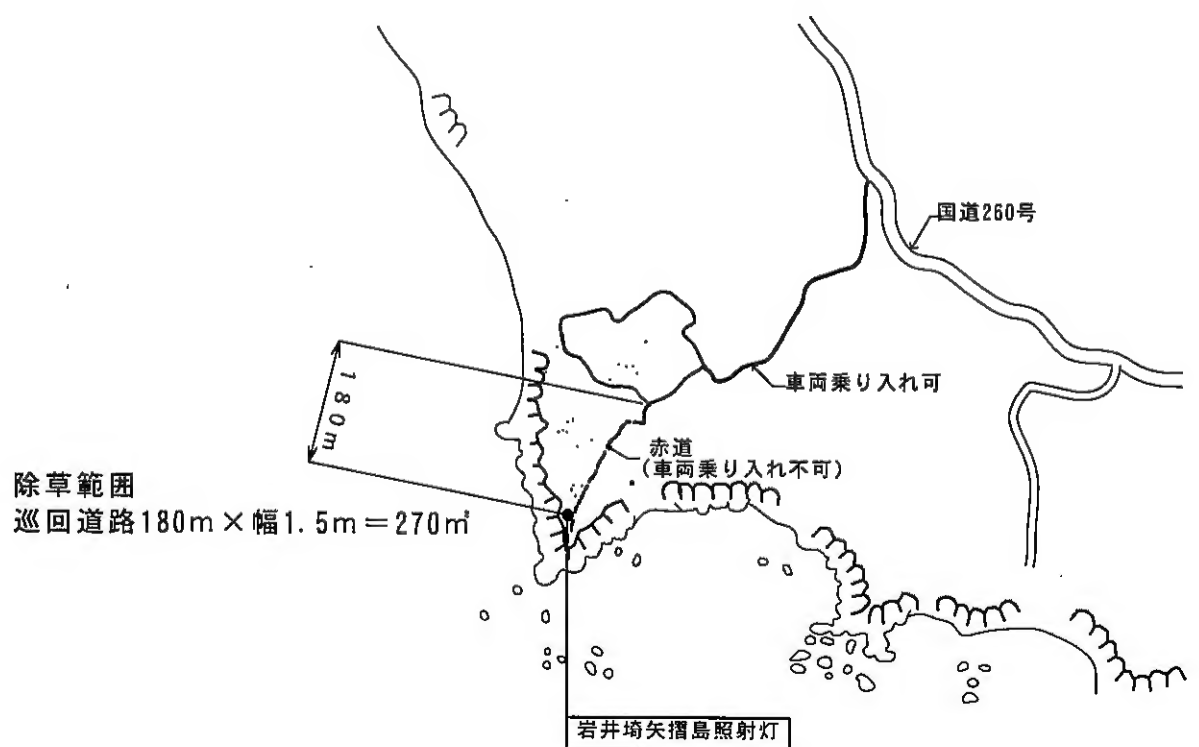 国道260号
車両乗り入れ可
180m
赤道
(車両乗り入れ不可)
除草範囲
巡回道路180m×幅1.5m=270㎡
岩井埼矢摺島照射灯